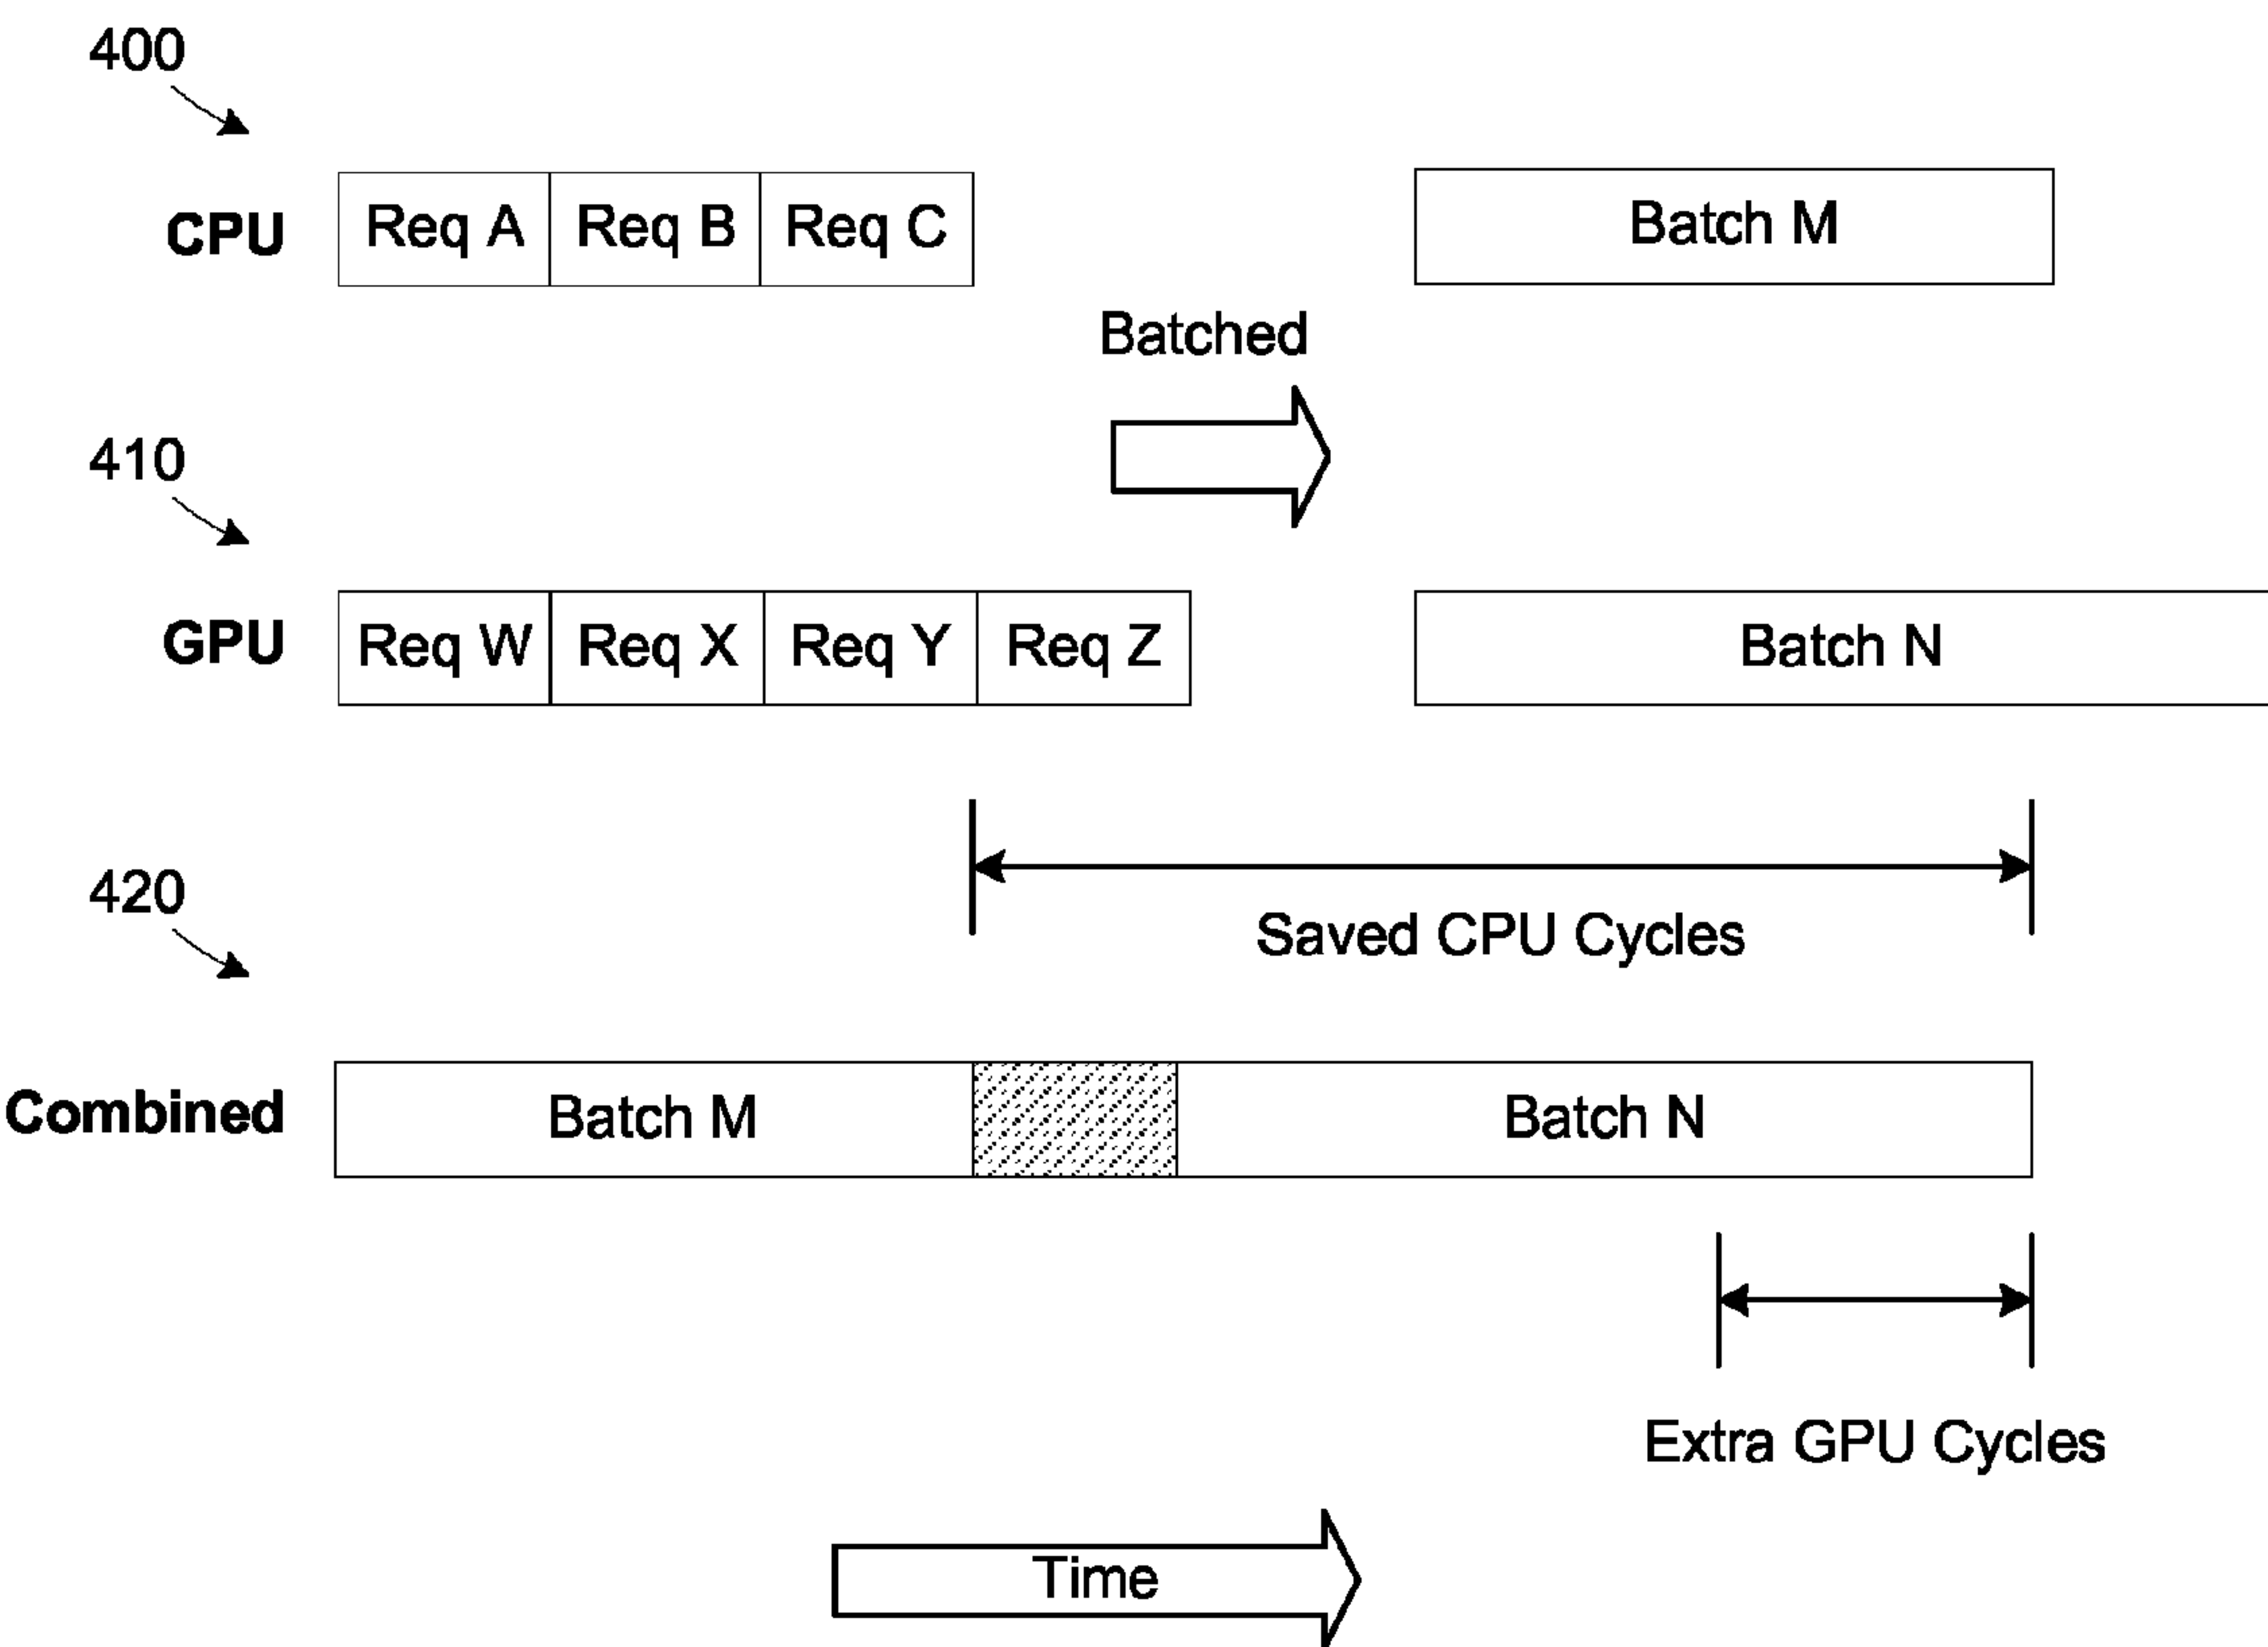 400
CPU
Req A
Req B
Req C
Batch M
Batched
410
GPU
Req W
Req X
Req Y
Req Z
Batch N
420
Saved CPU Cycles
Combined
Batch M
Batch N
Extra GPU Cycles
Time